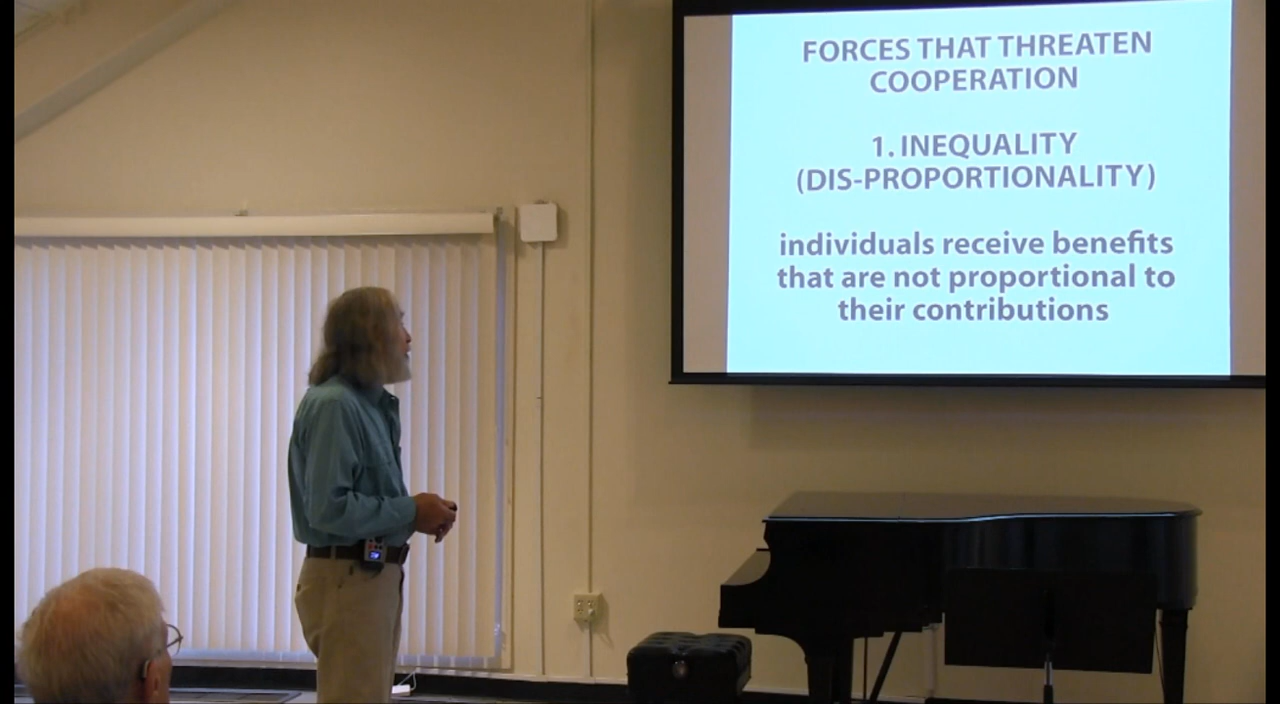 FORCES THAT THREATEN
COOPERATION
1. INEQUALITY
(DIS-PROPORTIONALITY)
individuals receive benefits
that are not proportional to
their contributions